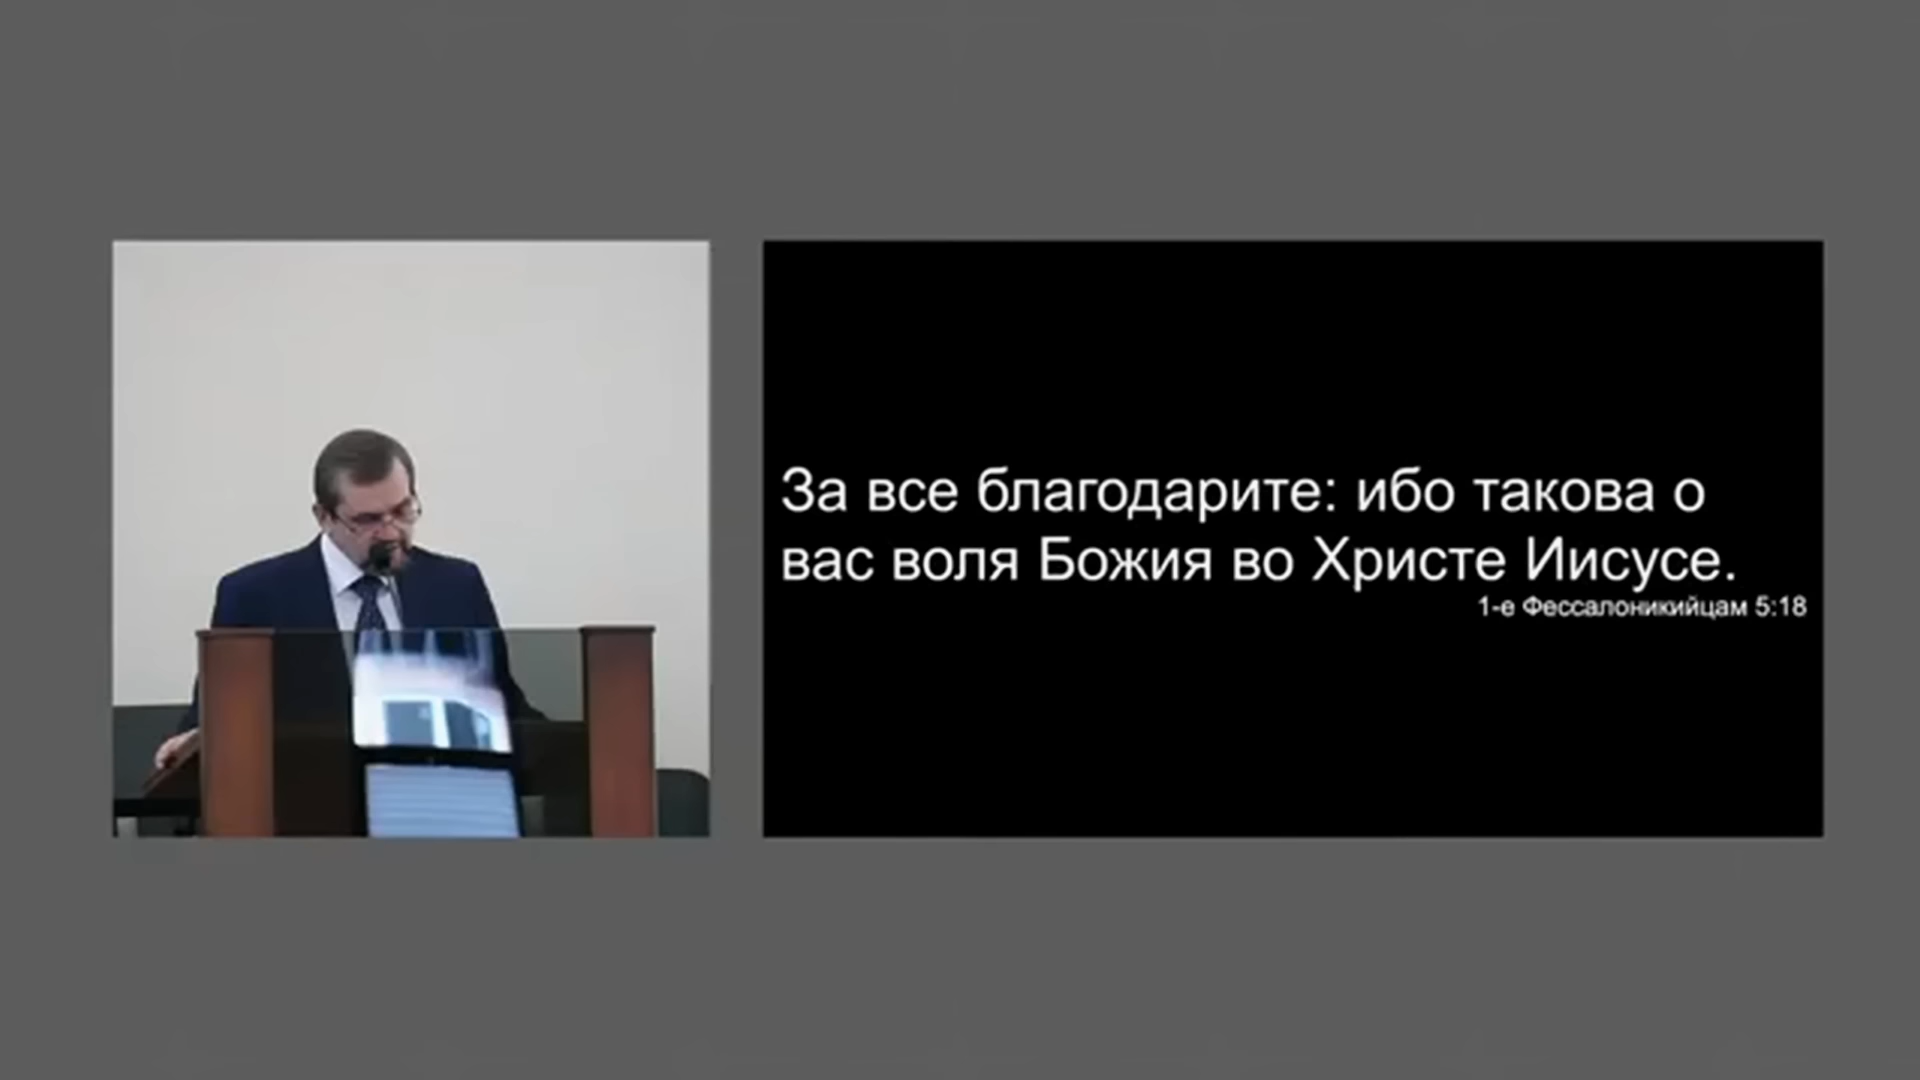 За все благодарите: ибо такова о
вас воля Божия во Христе Иисусе.
1-е Фессалоникийцам 5:18